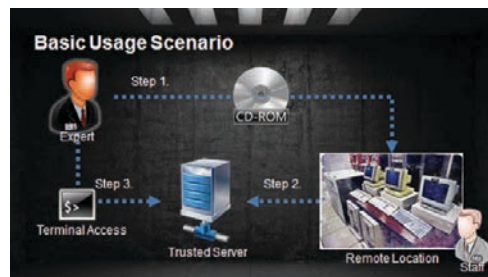 Basic Usage Scenario
Step 1.
CD-ROM
Expert
Step 3.
Step 2.
$>
Terminal Access
Trusted Server
Remote Location
Staff